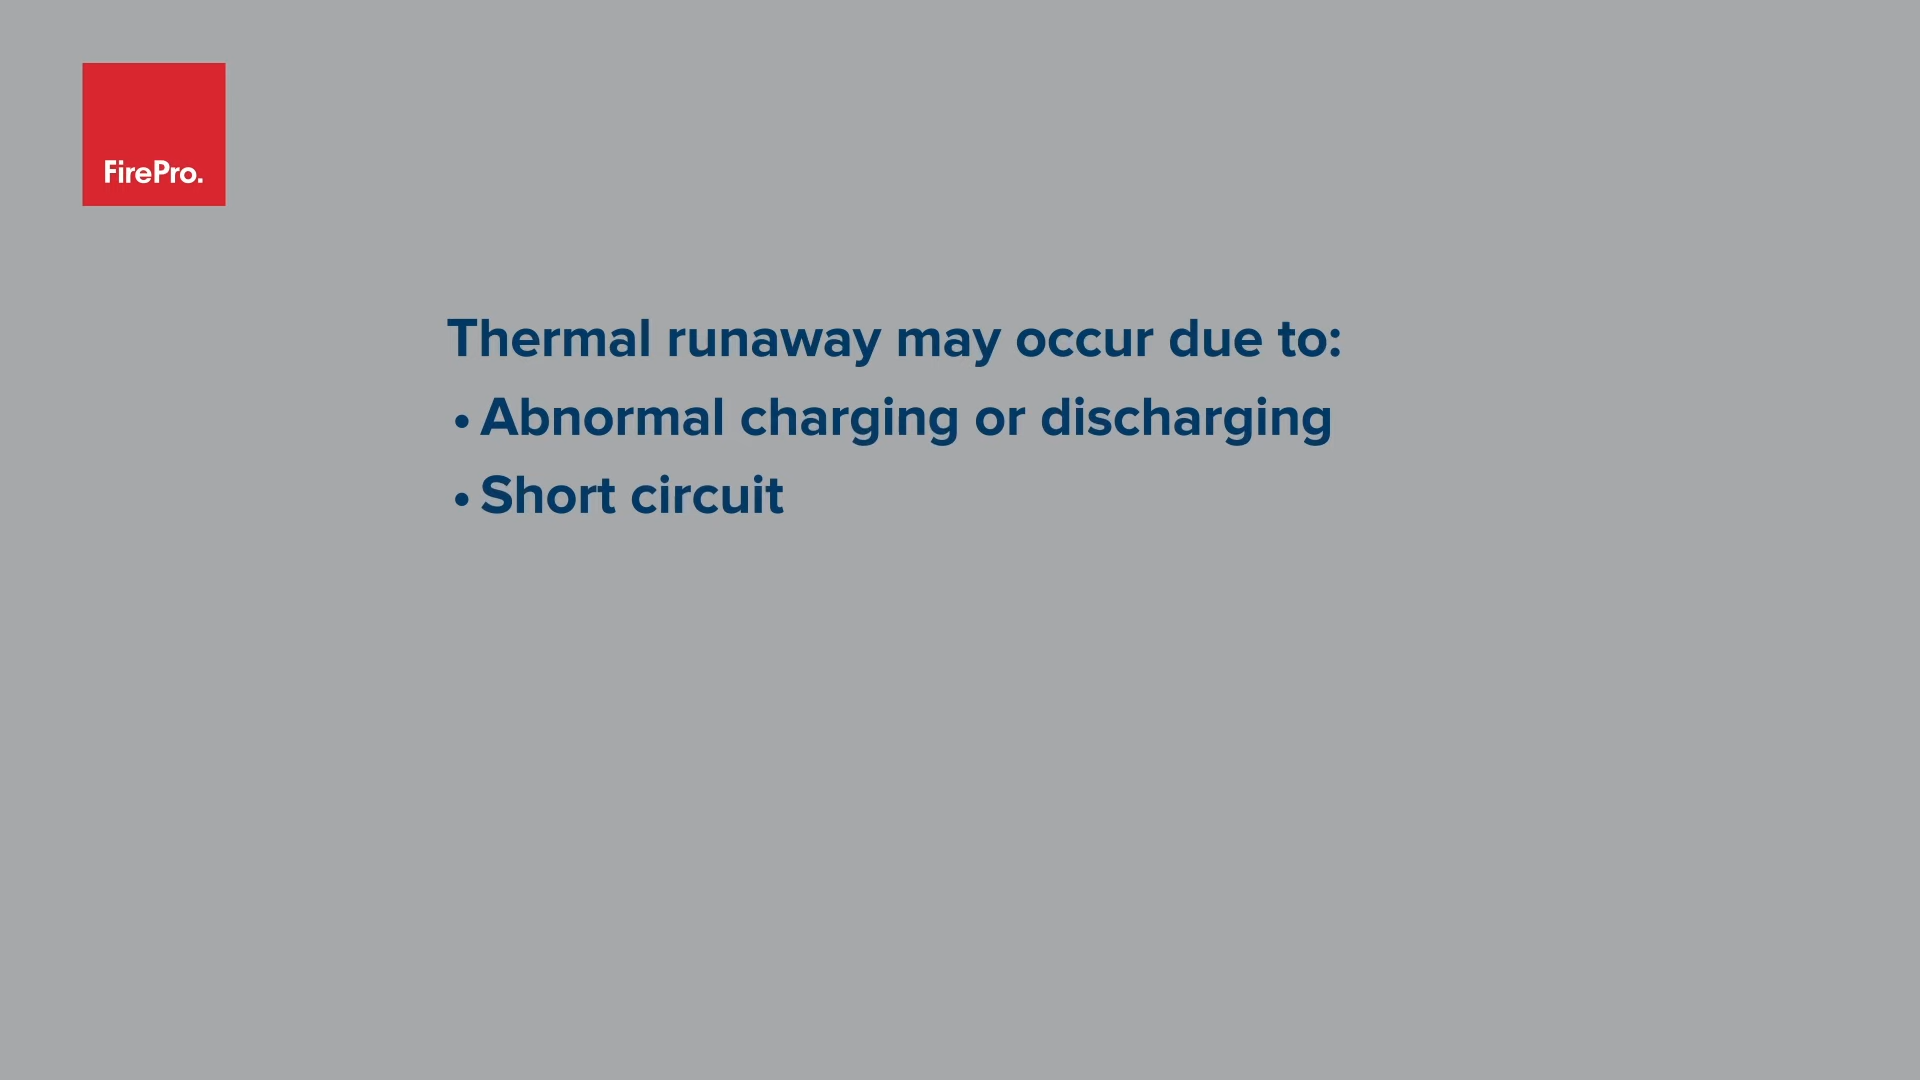 FirePro.
Thermal runaway may occur due to:
• Abnormal charging or discharging
• Short circuit